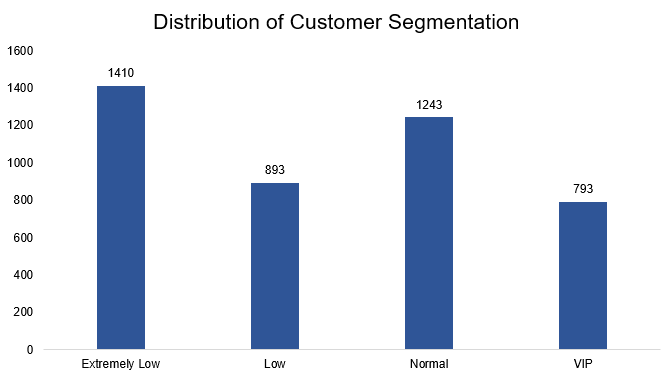 Distribution of Customer Segmentation
1600
1400
1200
1000
800
600
400
200
0
1410
893
1243
793
Extremely Low
Low
Normal
VIP